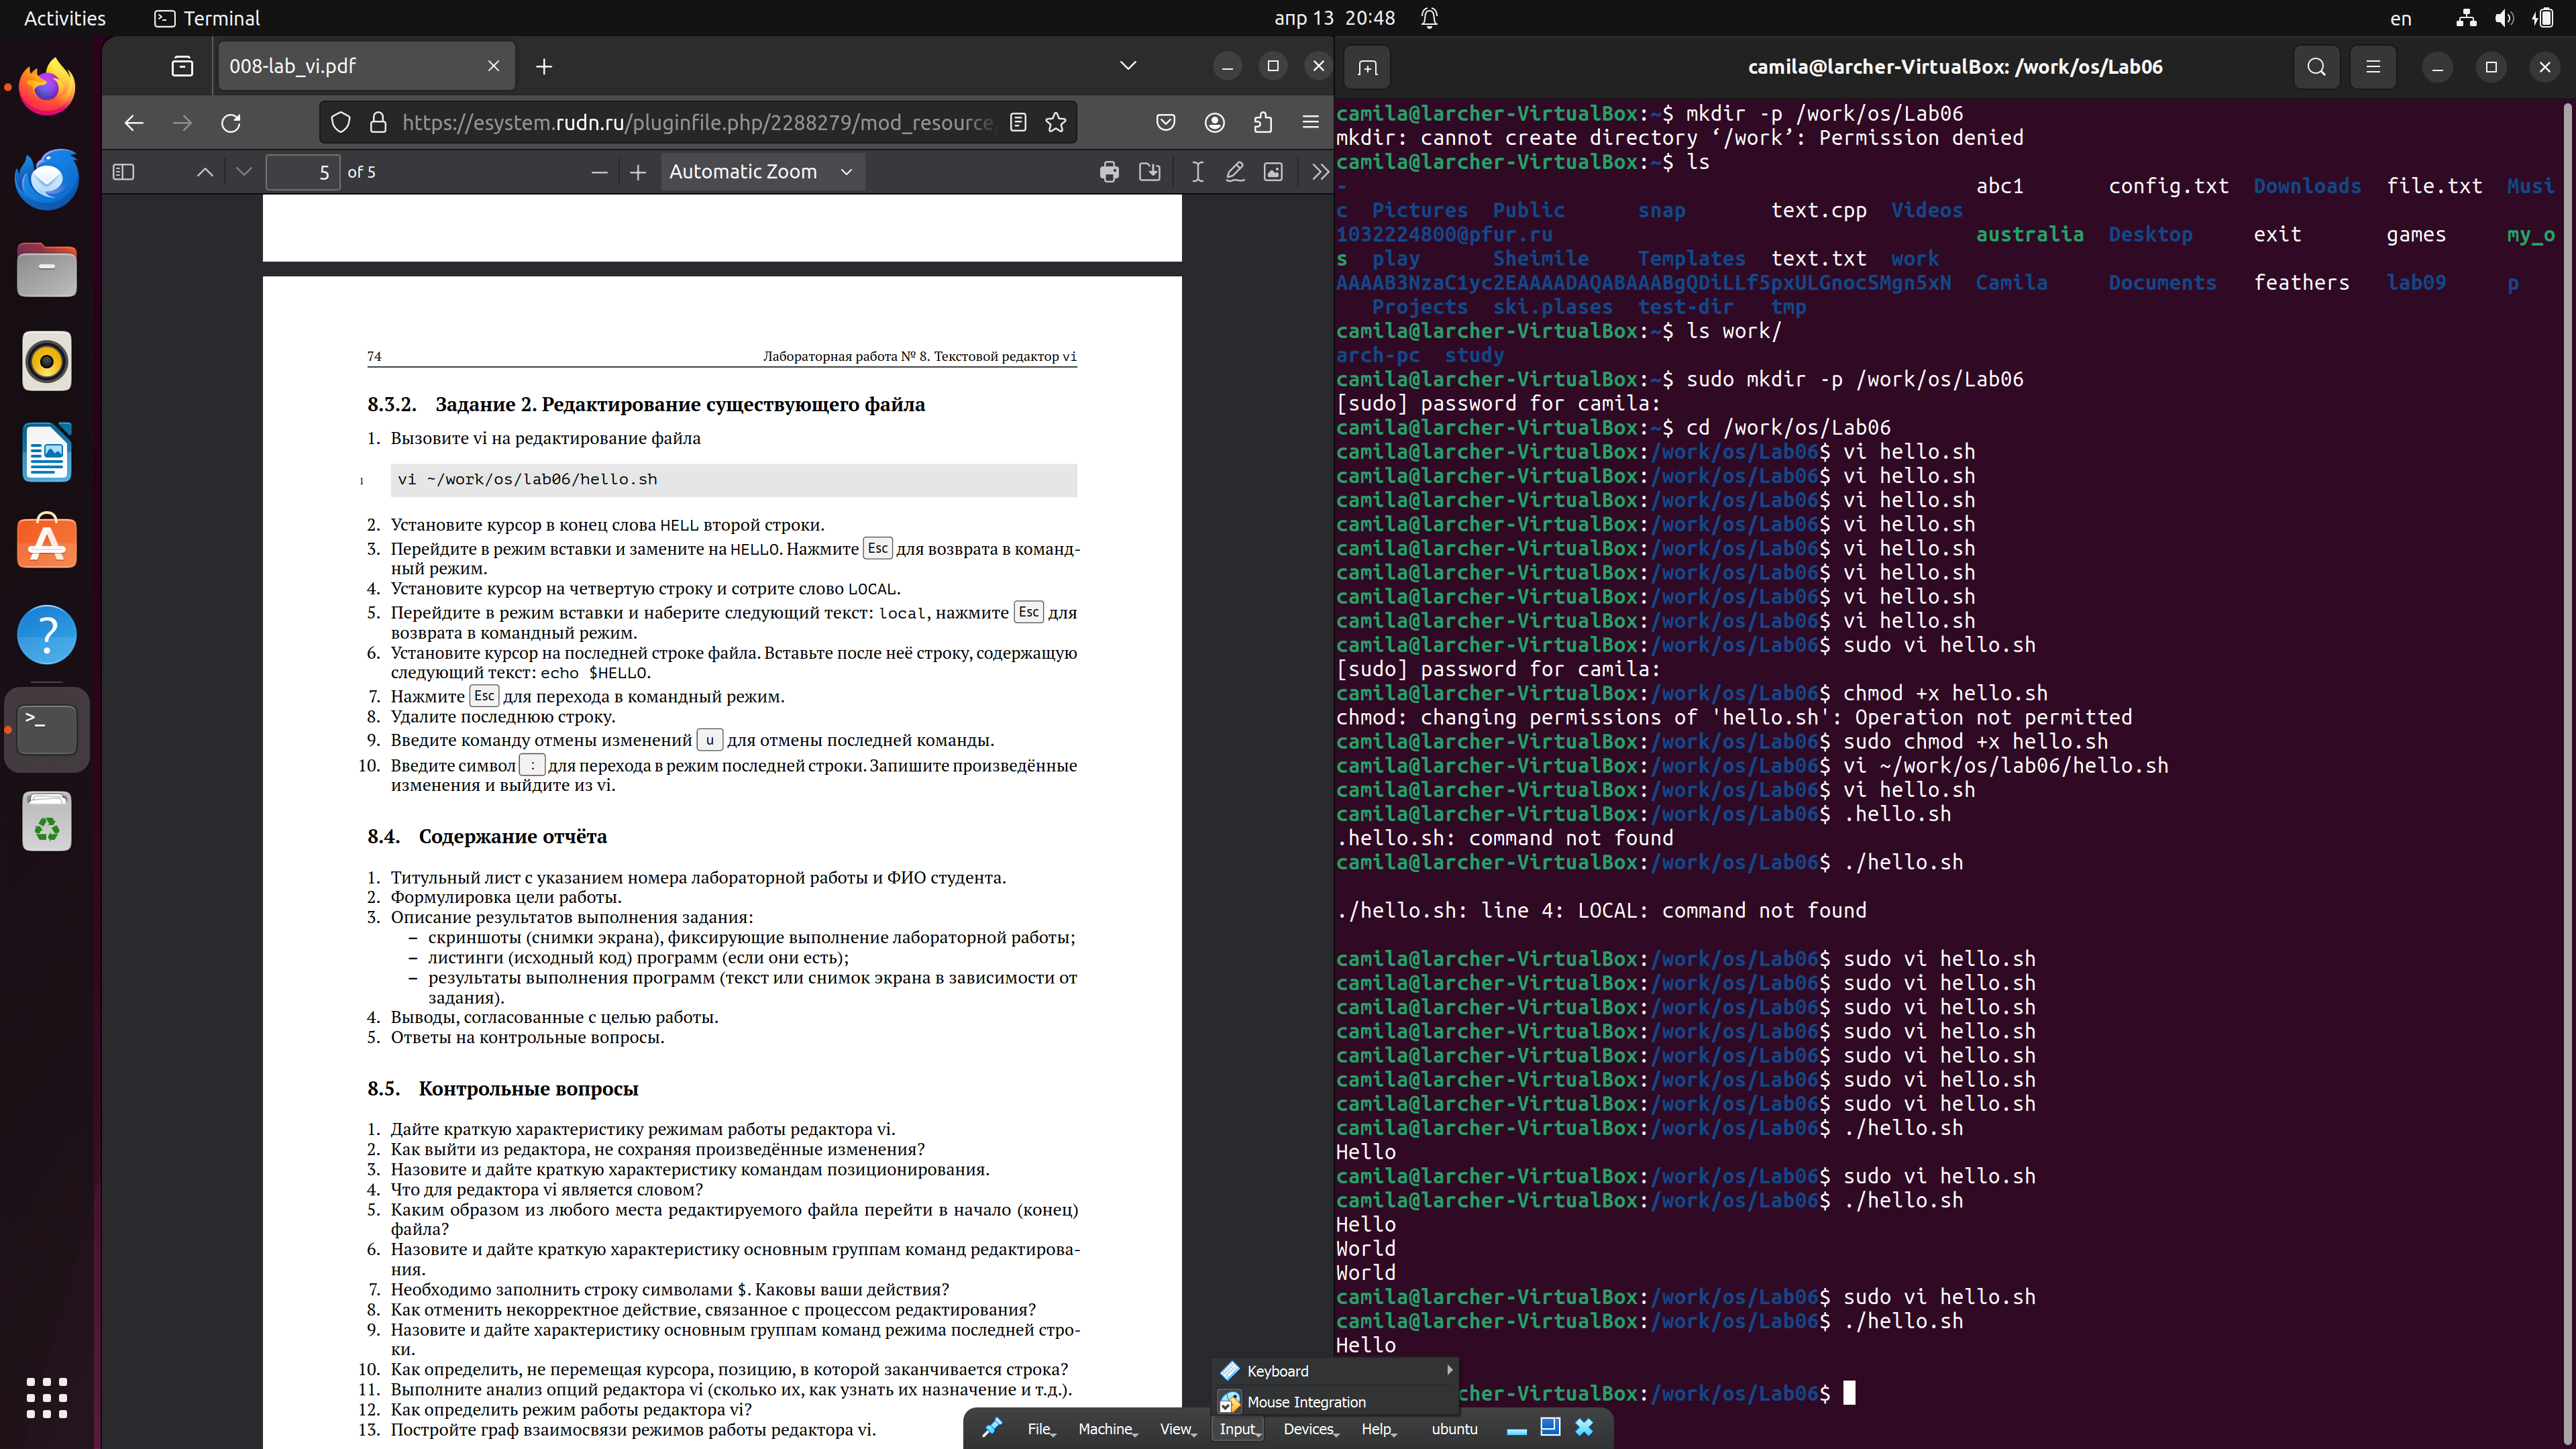 Activities
Terminal
апр 13 20:48
en
008-lab_vi.pdf
https://esystem.rudn.ru/pluginfile.php/2288279/mod_resource/
5 of 5
Automatic Zoom
74
Лабораторная работа № 8. Текстовой редактор vi
8.3.2. Задание 2. Редактирование существующего файла
1. Вызовите vi на редактирование файла
1 vi ~/work/os/lab06/hello.sh
2. Установите курсор в конец слова HELL второй строки.
3. Перейдите в режим вставки и замените на HELLO. Нажмите Esc для возврата в команд-
ный режим.
4. Установите курсор на четвертую строку и сотрите слово LOCAL.
5. Перейдите в режим вставки и наберите следующий текст: local, нажмите Esc для
возврата в командный режим.
6. Установите курсор на последней строке файла. Вставьте после неё строку, содержащую
следующий текст: echo $HELLO.
7. Нажмите Esc для перехода в командный режим.
8. Удалите последнюю строку.
9. Введите команду отмены изменений u для отмены последней команды.
10. Введите символ : для перехода в режим последней строки. Запишите произведённые
изменения и выйдите из vi.
8.4. Содержание отчёта
1. Титульный лист с указанием номера лабораторной работы и ФИО студента.
2. Формулировка цели работы.
3. Описание результатов выполнения задания:
– скриншоты (снимки экрана), фиксирующие выполнение лабораторной работы;
– листинги (исходный код) программ (если они есть);
– результаты выполнения программ (текст или снимок экрана в зависимости от
задания).
4. Выводы, согласованные с целью работы.
5. Ответы на контрольные вопросы.
8.5. Контрольные вопросы
1. Дайте краткую характеристику режимам работы редактора vi.
2. Как выйти из редактора, не сохраняя произведённые изменения?
3. Назовите и дайте краткую характеристику командам позиционирования.
4. Что для редактора vi является словом?
5. Каким образом из любого места редактируемого файла перейти в начало (конец)
файла?
6. Назовите и дайте краткую характеристику основным группам команд редактирова-
ния.
7. Необходимо заполнить строку символами $. Каковы ваши действия?
8. Как отменить некорректное действие, связанное с процессом редактирования?
9. Назовите и дайте характеристику основным группам команд режима последней стро-
ки.
10. Как определить, не перемещая курсора, позицию, в которой заканчивается строка?
11. Выполните анализ опций редактора vi (сколько их, как узнать их назначение и т.д.).
12. Как определить режим работы редактора vi?
13. Постройте граф взаимосвязи режимов работы редактора vi.
camila@larcher-VirtualBox: /work/os/Lab06
camila@larcher-VirtualBox:~$ mkdir -p /work/os/Lab06
mkdir: cannot create directory ‘/work’: Permission denied
camila@larcher-VirtualBox:~$ ls
- abc1 config.txt Downloads file.txt Musi
c Pictures Public snap text.cpp Videos
1032224800@pfur.ru australia Desktop exit games my_o
s play Sheimile Templates text.txt work
AAAAB3NzaC1yc2EAAAADAQABAAABgQDiLLf5pxULGnocSMgn5xN Camila Documents feathers lab09 p
Projects ski.plases test-dir tmp
camila@larcher-VirtualBox:~$ ls work/
arch-pc study
camila@larcher-VirtualBox:~$ sudo mkdir -p /work/os/Lab06
[sudo] password for camila:
camila@larcher-VirtualBox:~$ cd /work/os/Lab06
camila@larcher-VirtualBox:/work/os/Lab06$ vi hello.sh
camila@larcher-VirtualBox:/work/os/Lab06$ vi hello.sh
camila@larcher-VirtualBox:/work/os/Lab06$ vi hello.sh
camila@larcher-VirtualBox:/work/os/Lab06$ vi hello.sh
camila@larcher-VirtualBox:/work/os/Lab06$ vi hello.sh
camila@larcher-VirtualBox:/work/os/Lab06$ vi hello.sh
camila@larcher-VirtualBox:/work/os/Lab06$ vi hello.sh
camila@larcher-VirtualBox:/work/os/Lab06$ vi hello.sh
camila@larcher-VirtualBox:/work/os/Lab06$ sudo vi hello.sh
[sudo] password for camila:
camila@larcher-VirtualBox:/work/os/Lab06$ chmod +x hello.sh
chmod: changing permissions of 'hello.sh': Operation not permitted
camila@larcher-VirtualBox:/work/os/Lab06$ sudo chmod +x hello.sh
camila@larcher-VirtualBox:/work/os/Lab06$ vi ~/work/os/lab06/hello.sh
camila@larcher-VirtualBox:/work/os/Lab06$ vi hello.sh
camila@larcher-VirtualBox:/work/os/Lab06$ .hello.sh
.hello.sh: command not found
camila@larcher-VirtualBox:/work/os/Lab06$ ./hello.sh
./hello.sh: line 4: LOCAL: command not found
camila@larcher-VirtualBox:/work/os/Lab06$ sudo vi hello.sh
camila@larcher-VirtualBox:/work/os/Lab06$ sudo vi hello.sh
camila@larcher-VirtualBox:/work/os/Lab06$ sudo vi hello.sh
camila@larcher-VirtualBox:/work/os/Lab06$ sudo vi hello.sh
camila@larcher-VirtualBox:/work/os/Lab06$ sudo vi hello.sh
camila@larcher-VirtualBox:/work/os/Lab06$ sudo vi hello.sh
camila@larcher-VirtualBox:/work/os/Lab06$ sudo vi hello.sh
camila@larcher-VirtualBox:/work/os/Lab06$ ./hello.sh
Hello
camila@larcher-VirtualBox:/work/os/Lab06$ sudo vi hello.sh
camila@larcher-VirtualBox:/work/os/Lab06$ ./hello.sh
Hello
World
World
camila@larcher-VirtualBox:/work/os/Lab06$ sudo vi hello.sh
camila@larcher-VirtualBox:/work/os/Lab06$ ./hello.sh
Hello
rcher-VirtualBox:/work/os/Lab06$
Keyboard
Mouse Integration
File Machine View Input Devices Help ubuntu